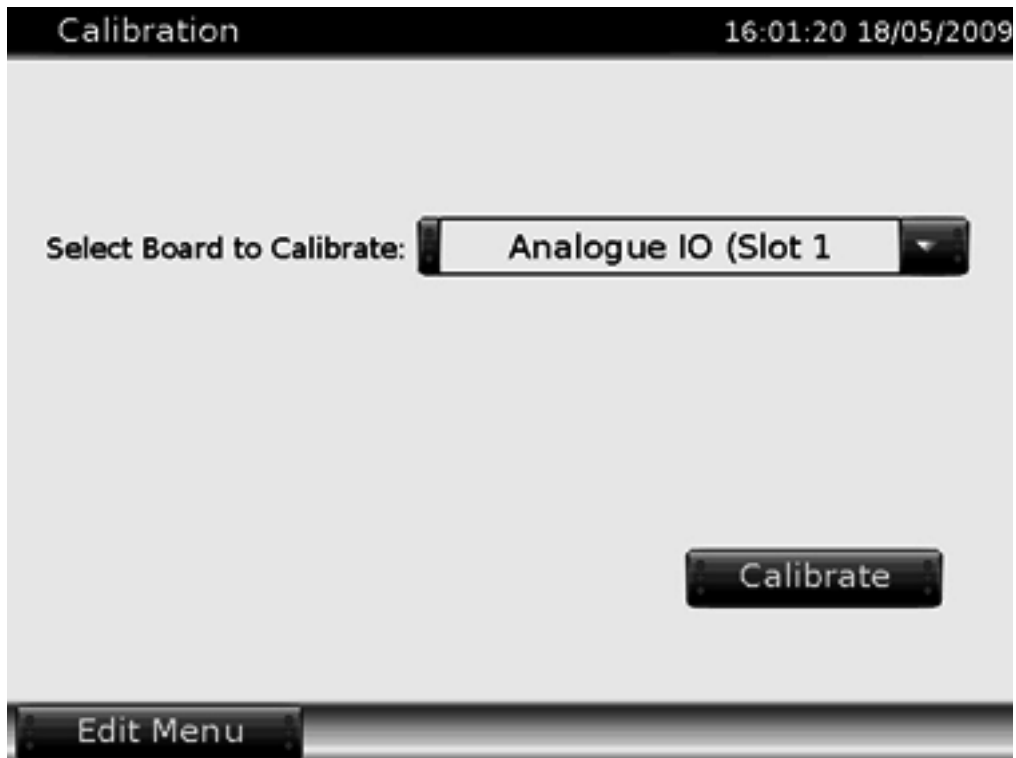 Calibration 16:01:20 18/05/2009
Select Board to Calibrate: Analogue IO (Slot 1
Calibrate
Edit Menu